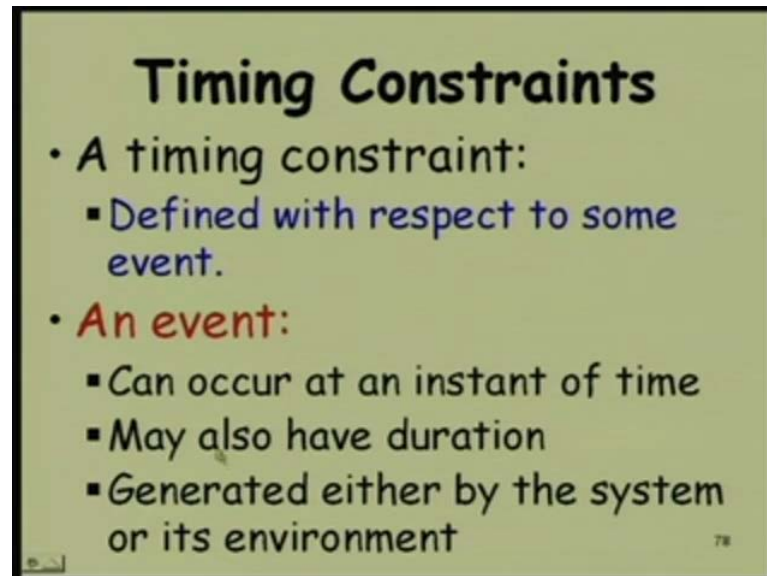 Timing Constraints
• A timing constraint:
▪ Defined with respect to some
event.
• An event:
▪ Can occur at an instant of time
▪ May also have duration
▪ Generated either by the system
or its environment
78